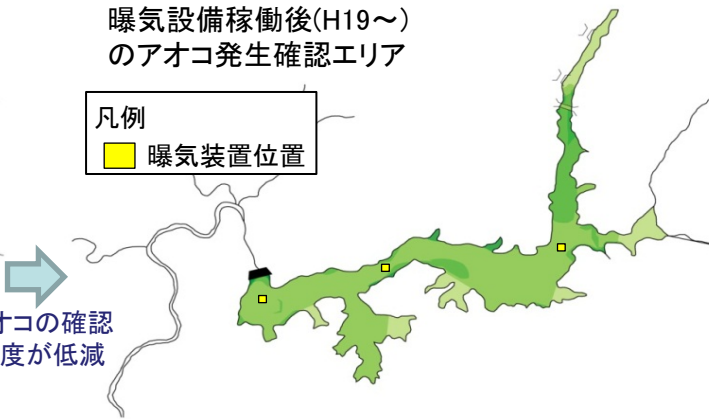 曝気設備稼働後(H19～)
のアオコ発生確認エリア
凡例
曝気装置位置
オコの確認
度が低減